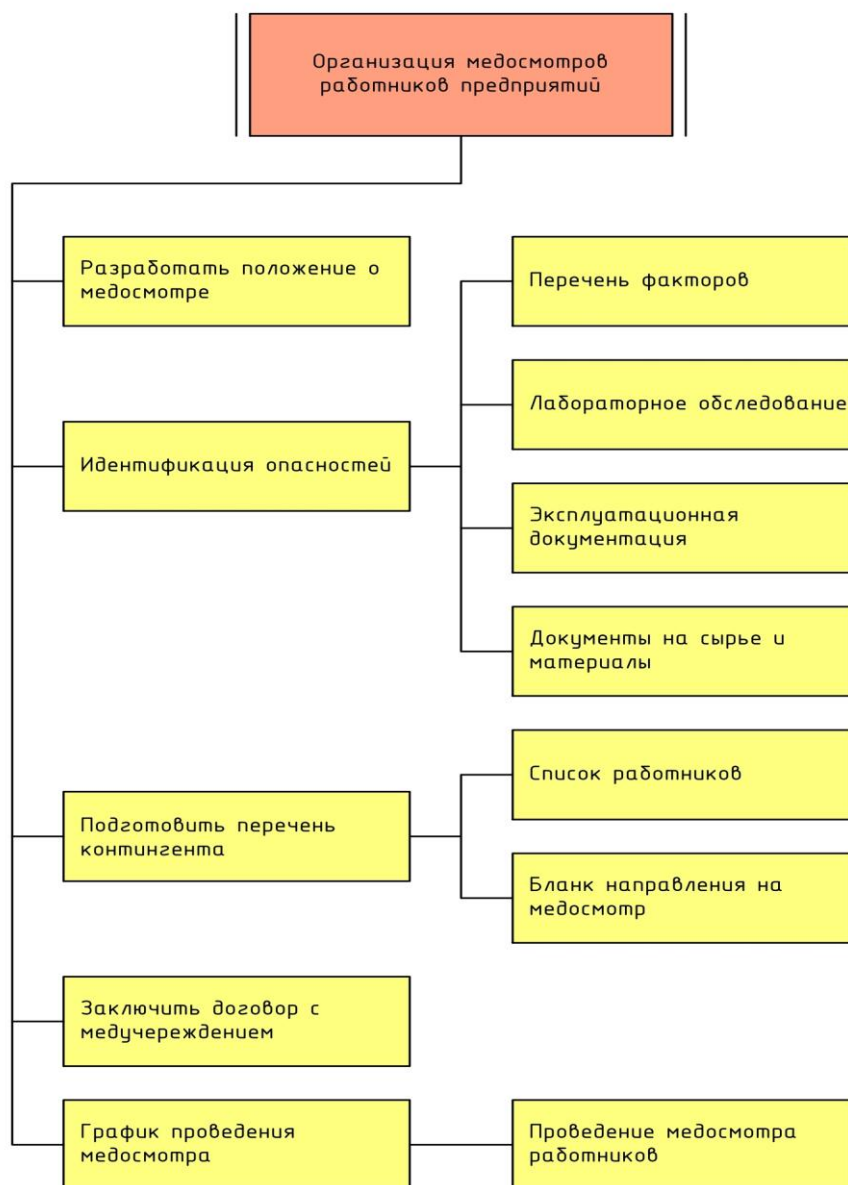 Организация медосмотров
работников предприятий
Разработать положение о
медосмотре
Перечень факторов
Лабораторное обследование
Идентификация опасностей
Эксплуатационная
документация
Документы на сырье и
материалы
Список работников
Подготовить перечень
контингента
Бланк направления на
медосмотр
Заключить договор с
медучереждением
График проведения
медосмотра
Проведение медосмотра
работников